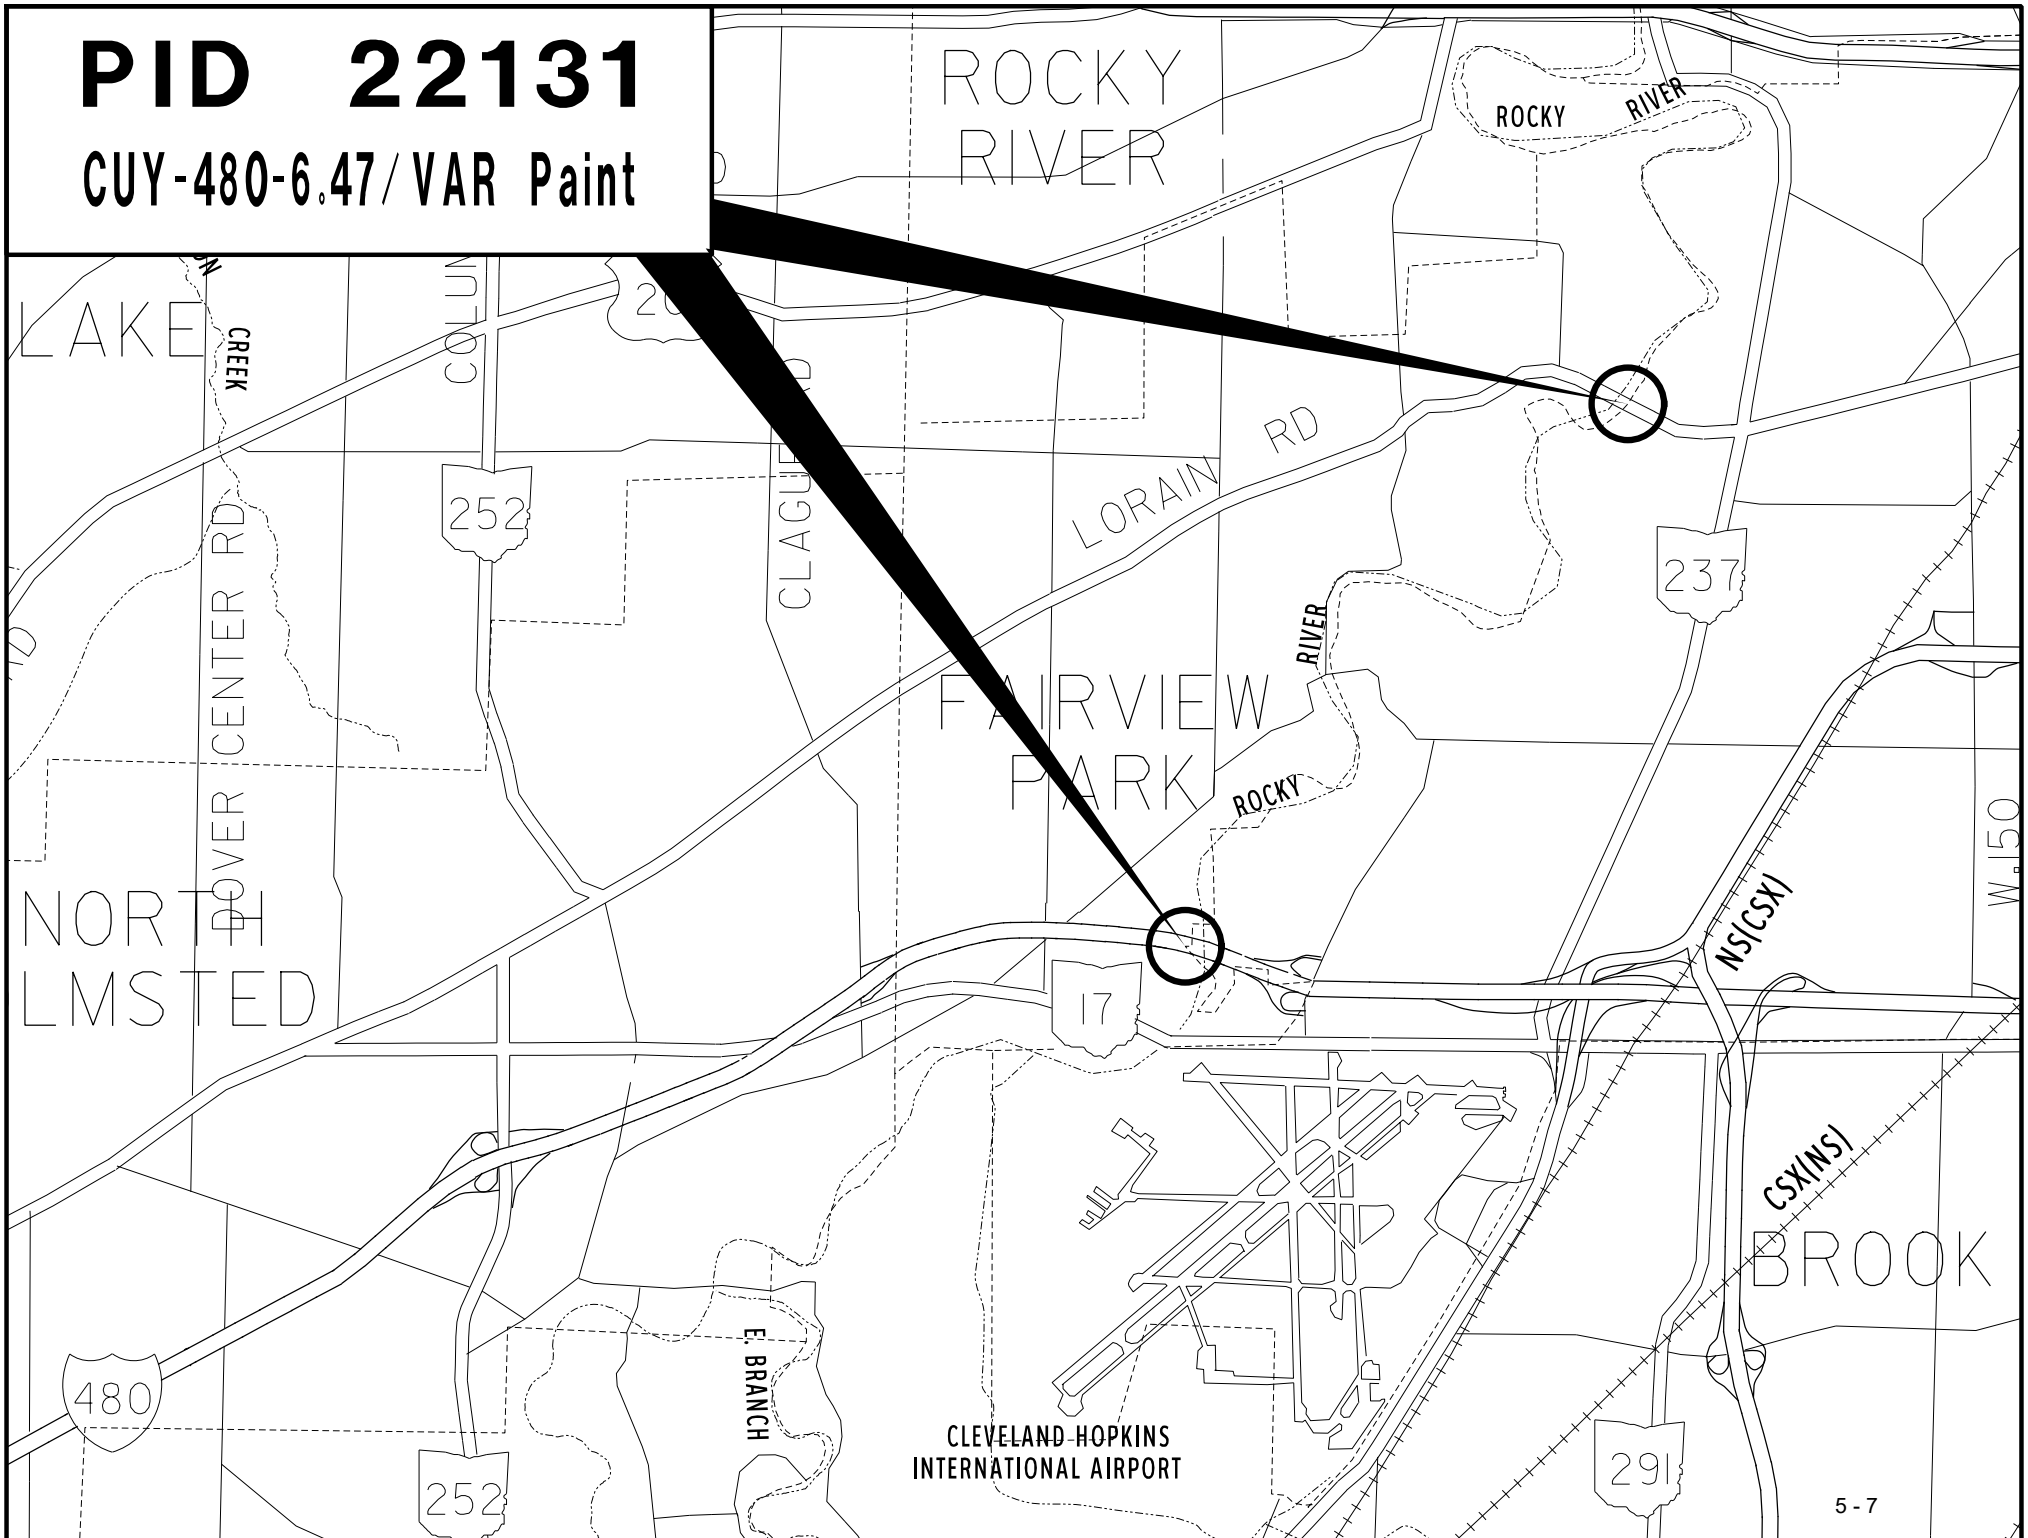 PID 22131
CUY-480-6.47/VAR Paint
ROCKY
RIVER
ROCKY
RIVER
LAKE
CREEK
COLUM
20
CLAGUE
LORAIN RD
252
237
DOVER CENTER RD
RIVER
FAIRVIEW
PARK
ROCKY
W.150
NORTH
LMSTED
NS(CSX)
17
CSX(NS)
BROOK
480
E. BRANCH
CLEVELAND HOPKINS
INTERNATIONAL AIRPORT
252
291
5-7